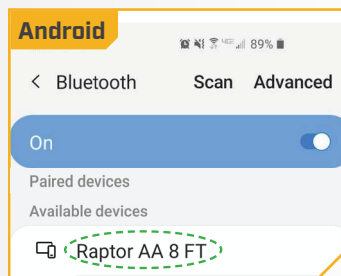 Android
89%
Bluetooth Scan Advanced
On
Paired devices
Available devices
Raptor AA 8 FT